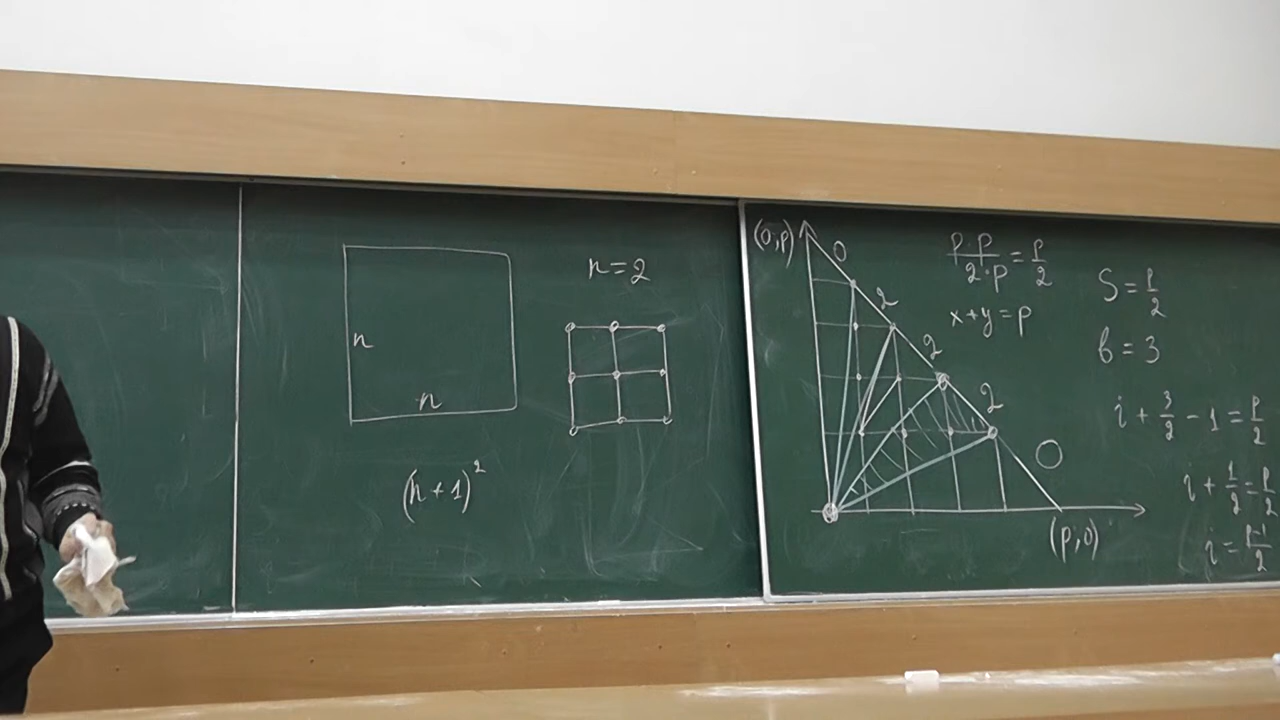 n
n
(n+1)²
n=2
(0;p)
0
2
2
2
0
(p;0)
p·p/2·p = p/2
x+y=p
S = p/2
b = 3
i + 3/2 - 1 = p/2
i + 1/2 = p/2
i = p-1/2